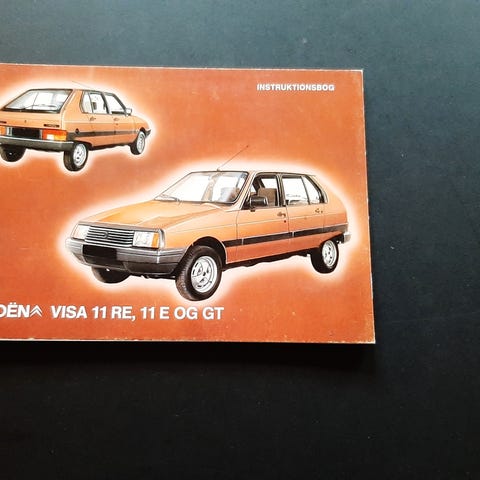 INSTRUKTIONSBOG
OËN VISA 11 RE, 11 E OG GT